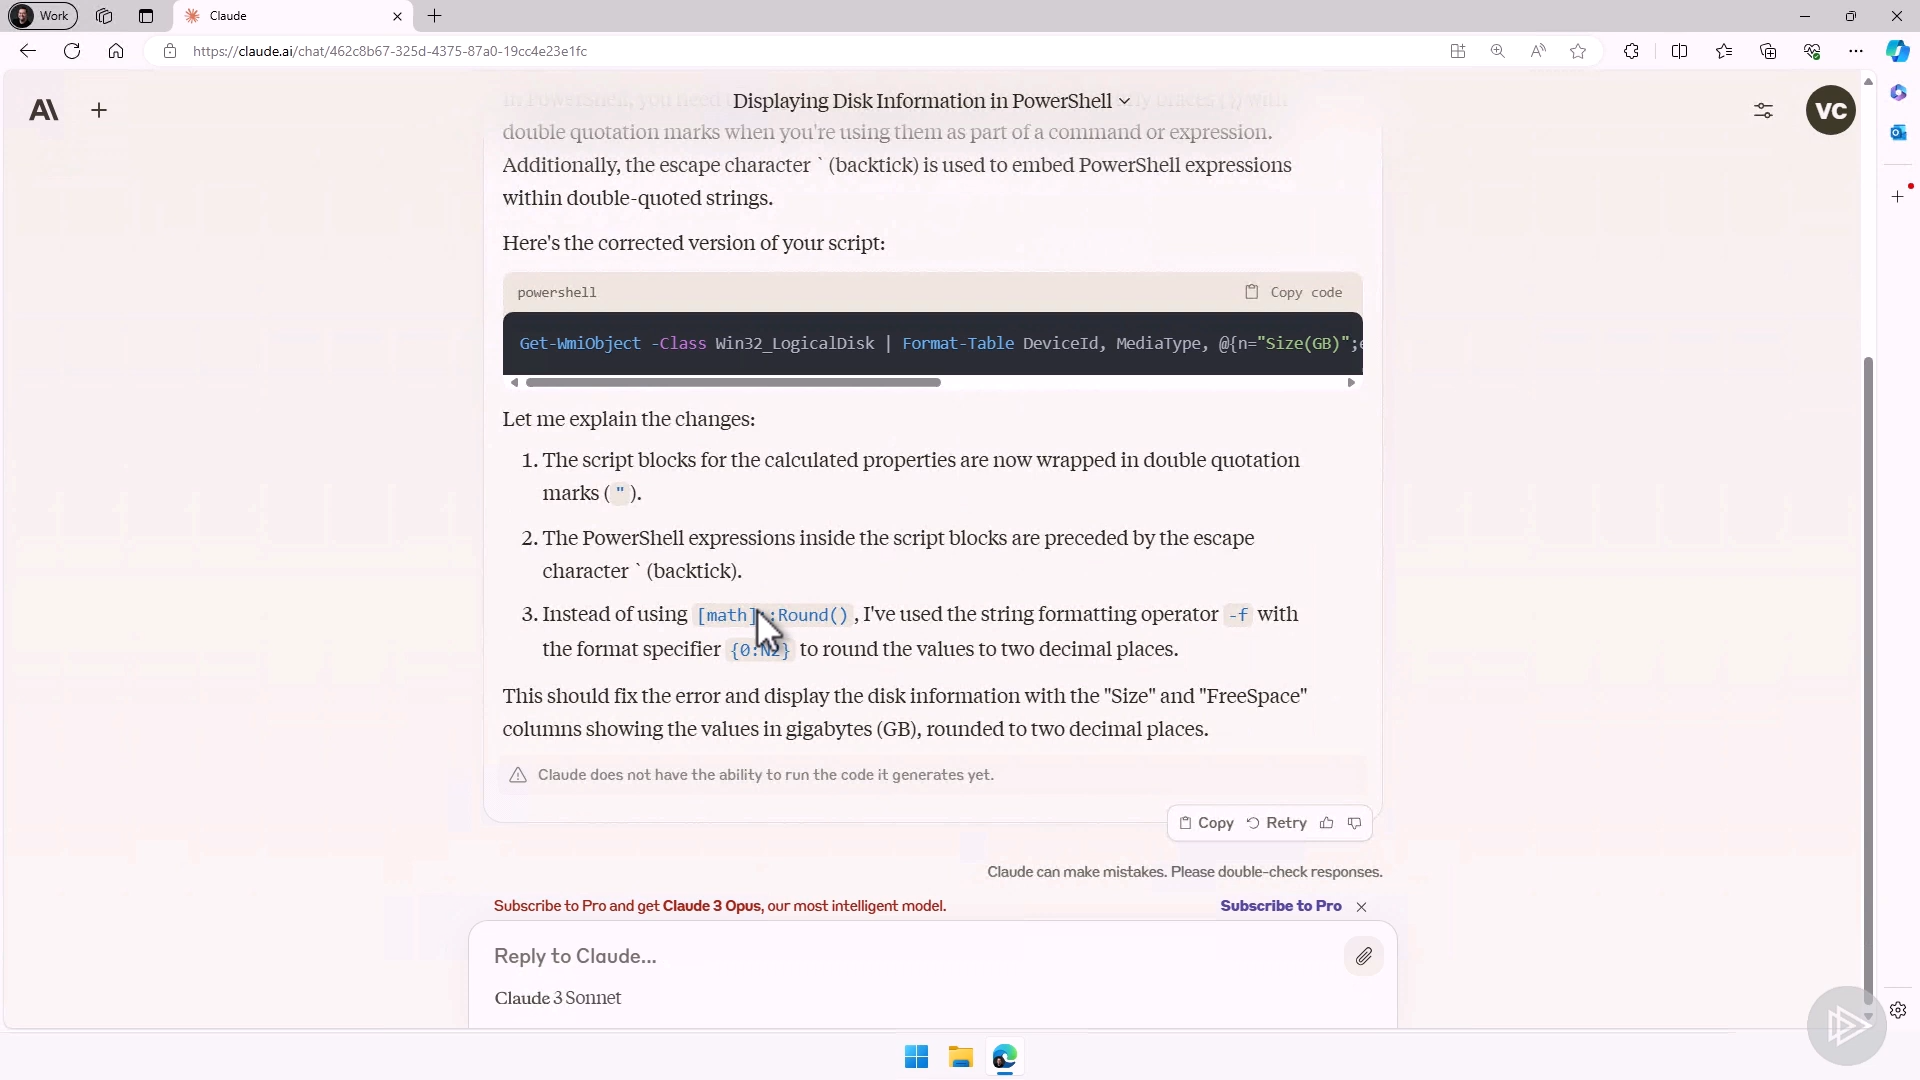 Work
Claude
https://claude.ai/chat/462c8b67-325d-4375-87a0-19cc4e23e1fc
Displaying Disk Information in PowerShell
VC
In PowerShell, you need
braces
with
double quotation marks when you're using them as part of a command or expression.
Additionally, the escape character ` (backtick) is used to embed PowerShell expressions
within double-quoted strings.
Here's the corrected version of your script:
powershell
Copy code
Get-WmiObject -Class Win32_LogicalDisk | Format-Table DeviceId, MediaType, @{n="Size(GB)";
Let me explain the changes:
1. The script blocks for the calculated properties are now wrapped in double quotation
marks ( " ).
2. The PowerShell expressions inside the script blocks are preceded by the escape
character ` (backtick).
3. Instead of using [math]::Round() , I've used the string formatting operator -f with
the format specifier {0:N2} to round the values to two decimal places.
This should fix the error and display the disk information with the "Size" and "FreeSpace"
columns showing the values in gigabytes (GB), rounded to two decimal places.
Claude does not have the ability to run the code it generates yet.
Copy Retry
Claude can make mistakes. Please double-check responses.
Subscribe to Pro and get Claude 3 Opus, our most intelligent model.
Subscribe to Pro
Reply to Claude...
Claude 3 Sonnet